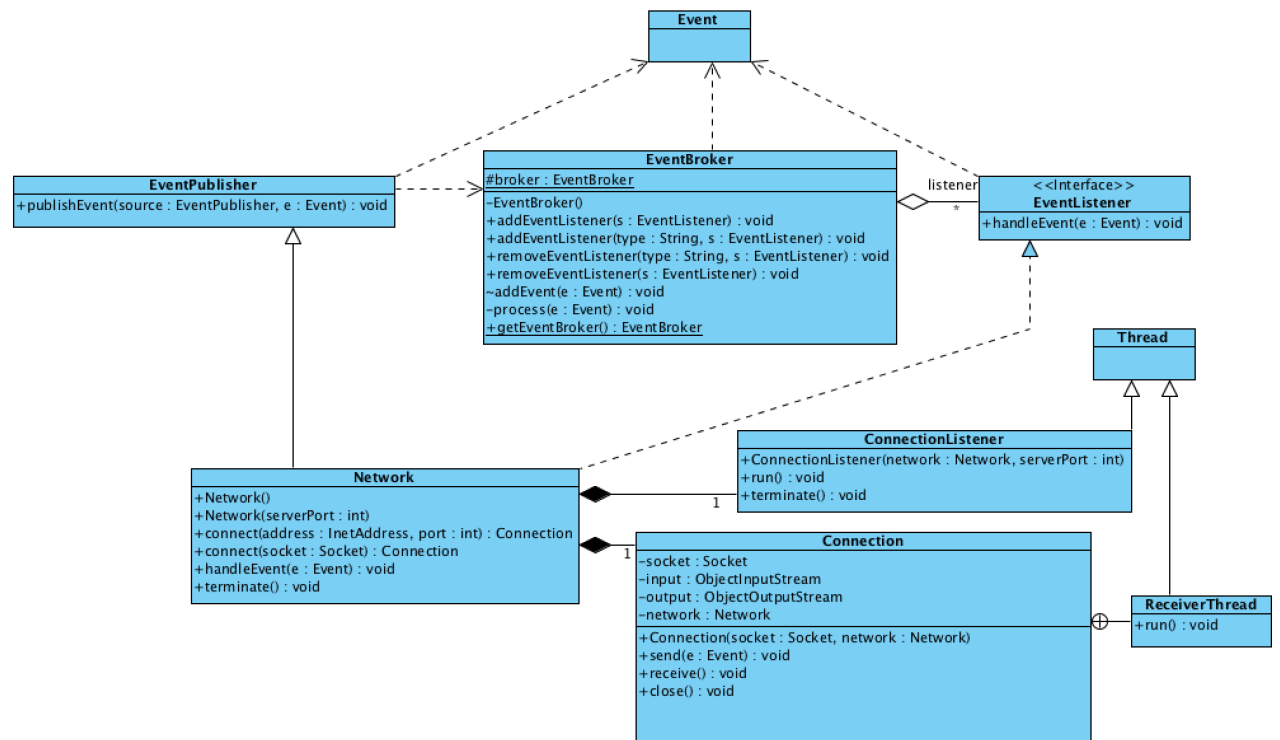 Event
EventPublisher
+publishEvent(source : EventPublisher, e : Event) : void
EventBroker
#broker : EventBroker
-EventBroker()
+addEventListener(s : EventListener) : void
+addEventListener(type : String, s : EventListener) : void
+removeEventListener(type : String, s : EventListener) : void
+removeEventListener(s : EventListener) : void
~addEvent(e : Event) : void
-process(e : Event) : void
+getEventBroker() : EventBroker
listener
*
<<Interface>>
EventListener
+handleEvent(e : Event) : void
Thread
ConnectionListener
+ConnectionListener(network : Network, serverPort : int)
+run() : void
+terminate() : void
1
Network
+Network()
+Network(serverPort : int)
+connect(address : InetAddress, port : int) : Connection
+connect(socket : Socket) : Connection
+handleEvent(e : Event) : void
+terminate() : void
1
Connection
-socket : Socket
-input : ObjectInputStream
-output : ObjectOutputStream
-network : Network
+Connection(socket : Socket, network : Network)
+send(e : Event) : void
+receive() : void
+close() : void
ReceiverThread
+run() : void